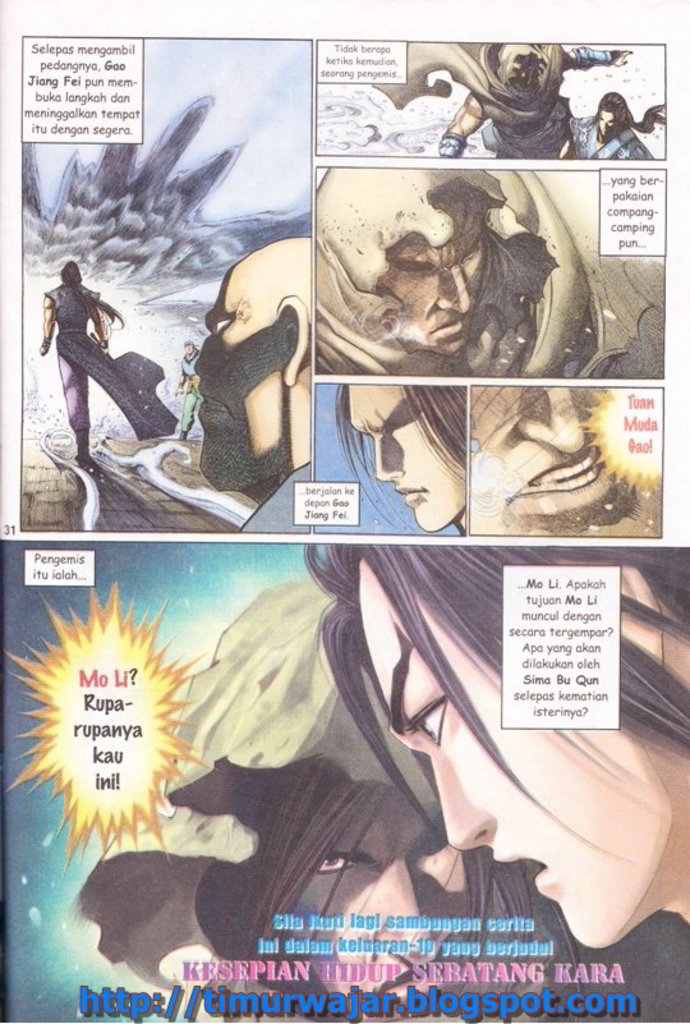 Selepas mengambil
pedangnya, Gao
Jiang Fei pun mem-
buka langkah dan
meninggalkan tempat
itu dengan segera.
Tidak berapa
ketika kemudian,
seorang pengemis...
...yang ber-
pakaian
compang-
camping
pun...
...berjalan ke
depan Gao
Jiang Fei.
Tuan
Muda
Gao!
31
Pengemis
itu ialah...
Mo Li?
Rupa-
rupanya
kau
ini!
...Mo Li. Apakah
tujuan Mo Li
muncul dengan
secara tergempar?
Apa yang akan
dilakukan oleh
Sima Bu Qun
selepas kematian
isterinya?
Sila ikuti lagi sambungan cerita
ini dalam keluaran-10 yang berjudul
KESEPIAN HIDUP SEBATANG KARA
http://timurwajar.blogspot.com